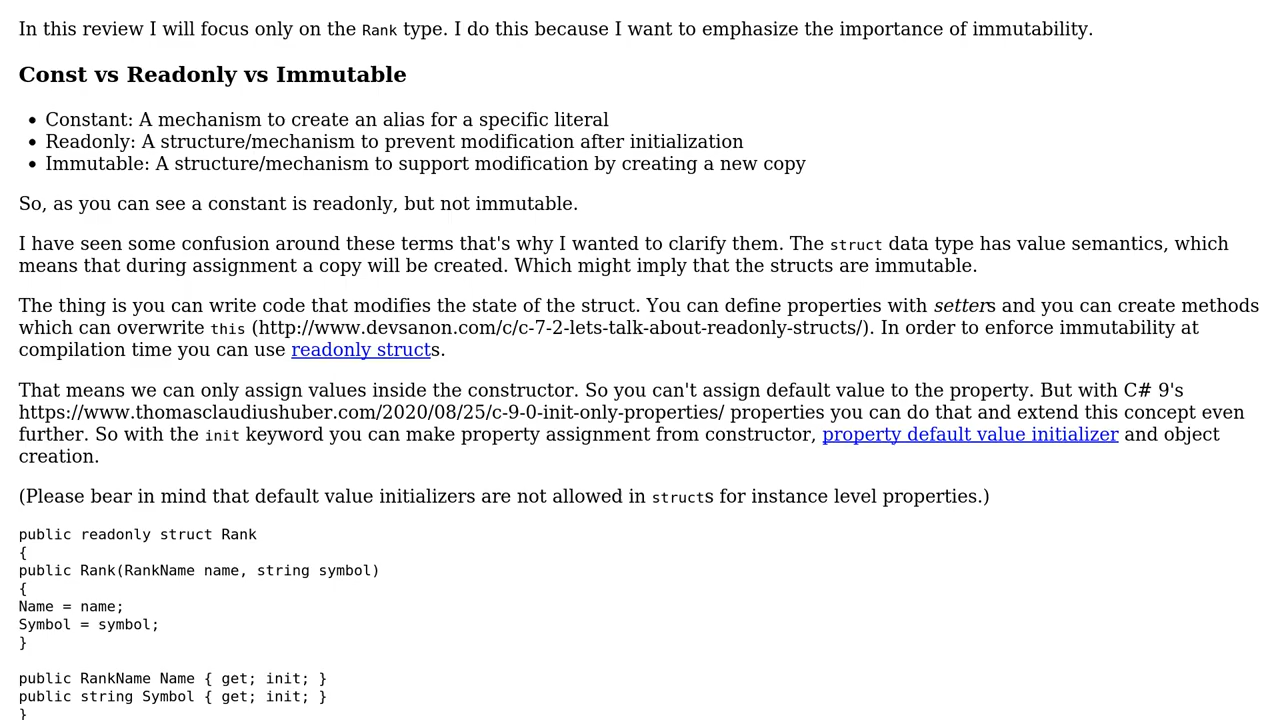 In this review I will focus only on the Rank type. I do this because I want to emphasize the importance of immutability.
Const vs Readonly vs Immutable
• Constant: A mechanism to create an alias for a specific literal
• Readonly: A structure/mechanism to prevent modification after initialization
• Immutable: A structure/mechanism to support modification by creating a new copy
So, as you can see a constant is readonly, but not immutable.
I have seen some confusion around these terms that's why I wanted to clarify them. The struct data type has value semantics, which
means that during assignment a copy will be created. Which might imply that the structs are immutable.
The thing is you can write code that modifies the state of the struct. You can define properties with setters and you can create methods
which can overwrite this (http://www.devsanon.com/c/c-7-2-lets-talk-about-readonly-structs/). In order to enforce immutability at
compilation time you can use readonly structs.
That means we can only assign values inside the constructor. So you can't assign default value to the property. But with C# 9's
https://www.thomasclaudiushuber.com/2020/08/25/c-9-0-init-only-properties/ properties you can do that and extend this concept even
further. So with the init keyword you can make property assignment from constructor, property default value initializer and object
creation.
(Please bear in mind that default value initializers are not allowed in structs for instance level properties.)
public readonly struct Rank
{
public Rank(RankName name, string symbol)
{
Name = name;
Symbol = symbol;
}
public RankName Name { get; init; }
public string Symbol { get; init; }
}